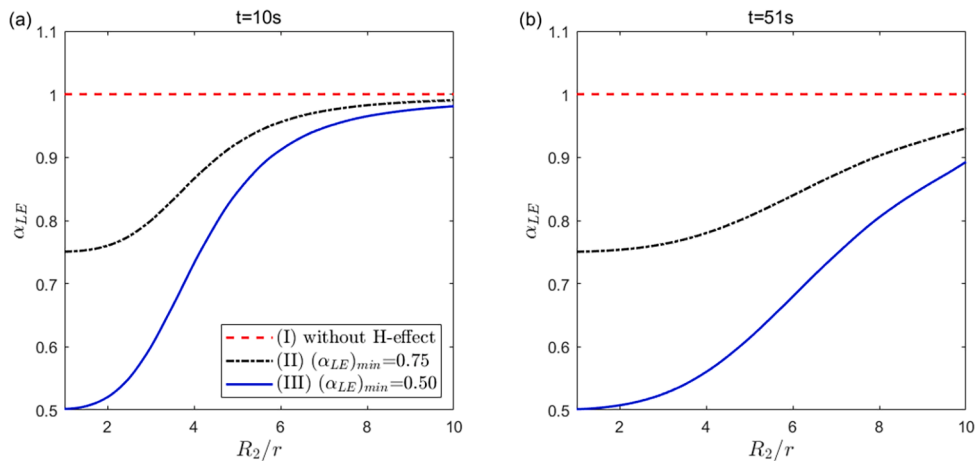 (a)
t=10s
1.1
1
0.9
0.8
0.7
0.6
0.5
α_LE
2
4
6
8
10
R_2/r
(I) without H-effect
(II) (α_LE)_min=0.75
(III) (α_LE)_min=0.50
(b)
t=51s
1.1
1
0.9
0.8
0.7
0.6
0.5
α_LE
2
4
6
8
10
R_2/r